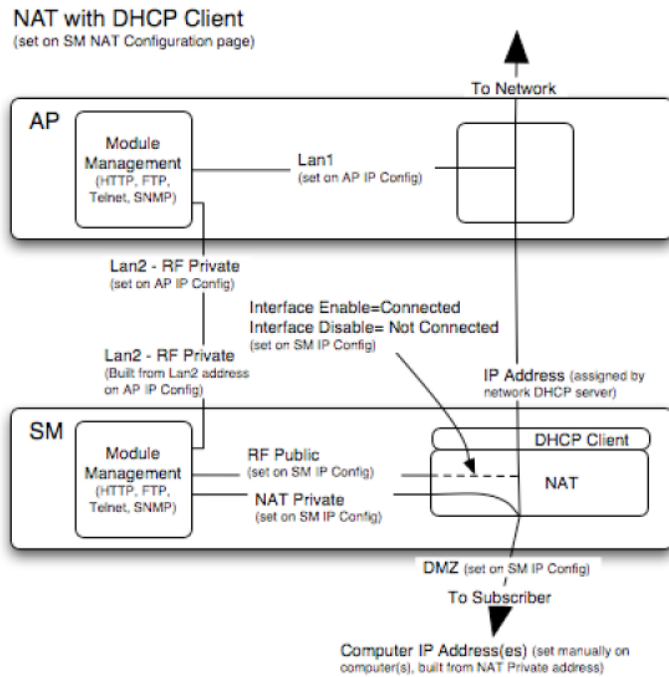 NAT with DHCP Client
(set on SM NAT Configuration page)
To Network
AP
Module
Management
(HTTP, FTP,
Telnet, SNMP)
Lan1
(set on AP IP Config)
Lan2 - RF Private
(set on AP IP Config)
Interface Enable=Connected
Interface Disable= Not Connected
(set on SM IP Config)
Lan2 - RF Private
(Built from Lan2 address
on AP IP Config)
IP Address (assigned by
network DHCP server)
SM
Module
Management
(HTTP, FTP,
Telnet, SNMP)
RF Public
(set on SM IP Config)
NAT Private
(set on SM IP Config)
DHCP Client
NAT
DMZ (set on SM IP Config)
To Subscriber
Computer IP Address(es) (set manually on
computer(s), built from NAT Private address)